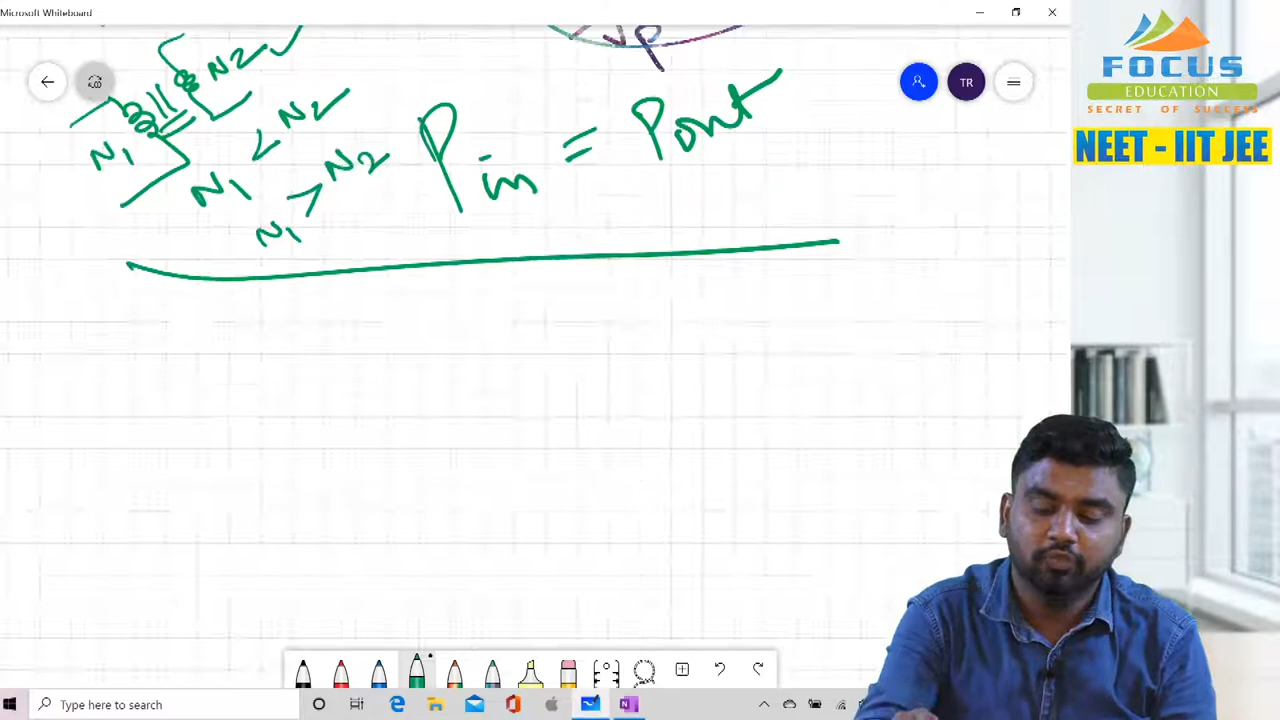 Microsoft Whiteboard
N2
N1
N1 < N2
N1 > N2
Pin = Pout
TR
FOCUS
EDUCATION
SECRET OF SUCCESS
NEET - IIT JEE
Type here to search